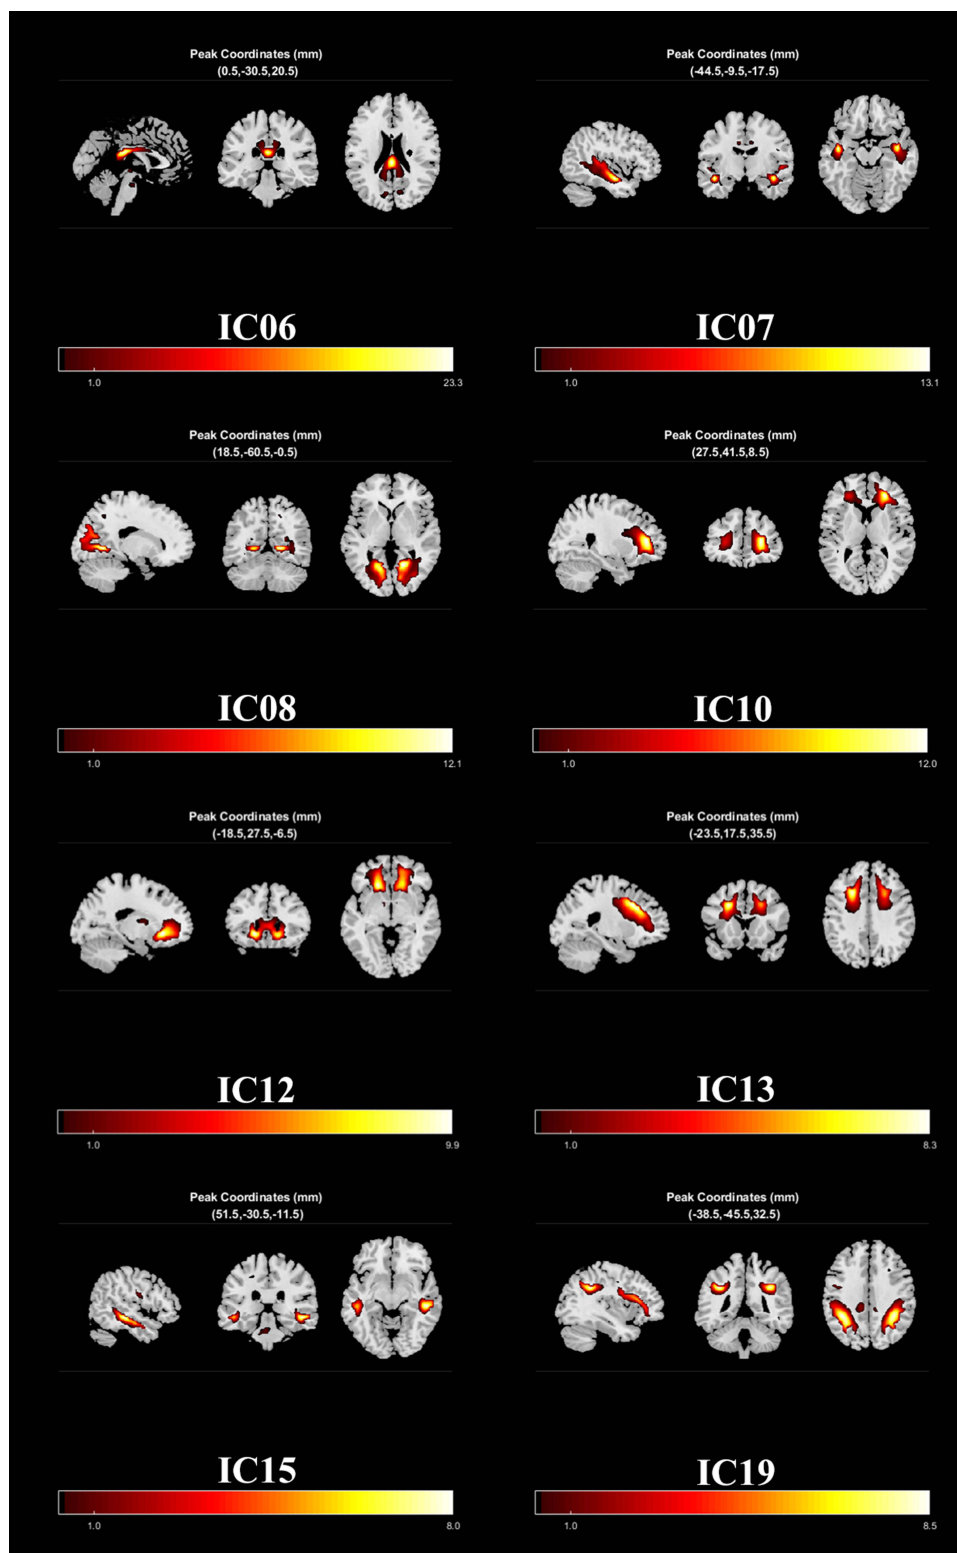 Peak Coordinates (mm)
(0.5,-30.5,20.5)
IC06
1.0 23.3
Peak Coordinates (mm)
(-44.5,-9.5,-17.5)
IC07
1.0 13.1
Peak Coordinates (mm)
(18.5,-60.5,-0.5)
IC08
1.0 12.1
Peak Coordinates (mm)
(27.5,41.5,8.5)
IC10
1.0 12.0
Peak Coordinates (mm)
(-18.5,27.5,-6.5)
IC12
1.0 9.9
Peak Coordinates (mm)
(-23.5,17.5,35.5)
IC13
1.0 8.3
Peak Coordinates (mm)
(51.5,-30.5,-11.5)
IC15
1.0 8.0
Peak Coordinates (mm)
(-38.5,-45.5,32.5)
IC19
1.0 8.5